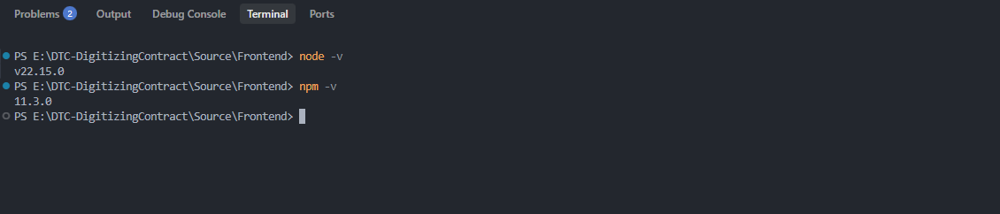 Problems 2 Output Debug Console Terminal Ports
PS E:\DTC-DigitizingContract\Source\Frontend> node -v
v22.15.0
PS E:\DTC-DigitizingContract\Source\Frontend> npm -v
11.3.0
PS E:\DTC-DigitizingContract\Source\Frontend>